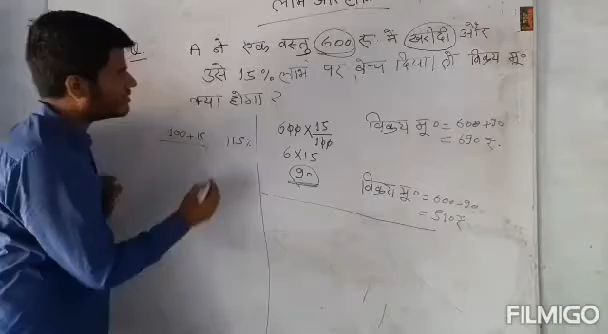 लाभ और हानि
Q. A ने एक वस्तु 600 रु में खरीदी और
उसे 15% लाभ पर बेच दिया। तो विक्रय मू०
क्या होगा ?
100+15
115%
600 × 15/100
6×15
90
विक्रय मू० = 600+90
= 690 रु.
विक्रय मू० = 600-90
= 510 रु.
FILMIGO